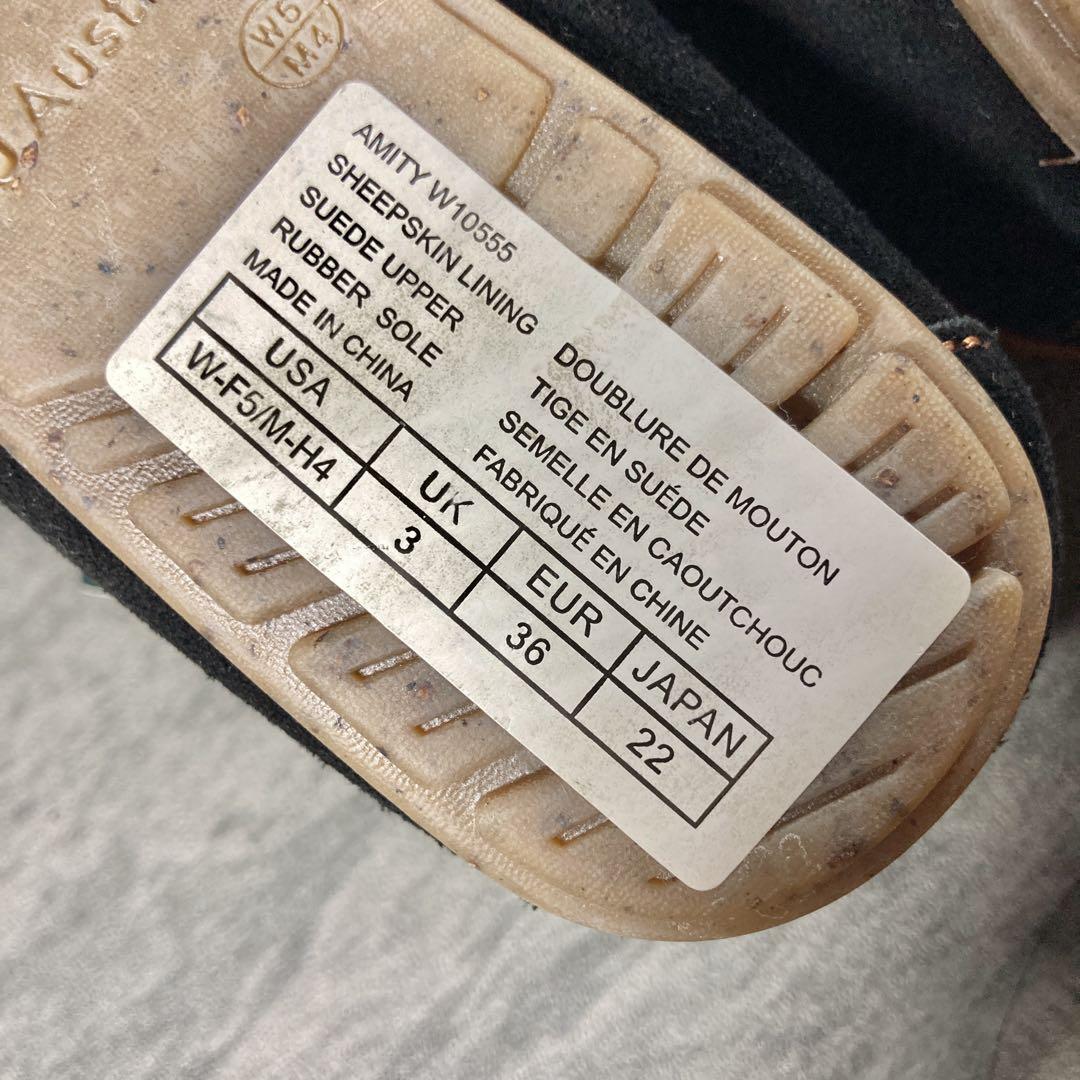 W5
M4
AMITY W10555
SHEEPSKIN LINING
SUEDE UPPER
RUBBER SOLE
MADE IN CHINA
DOUBLURE DE MOUTON
TIGE EN SUÉDE
SEMELLE EN CAOUTCHOUC
FABRIQUÉ EN CHINE
USA UK EUR JAPAN
W-F5/M-H4 3 36 22